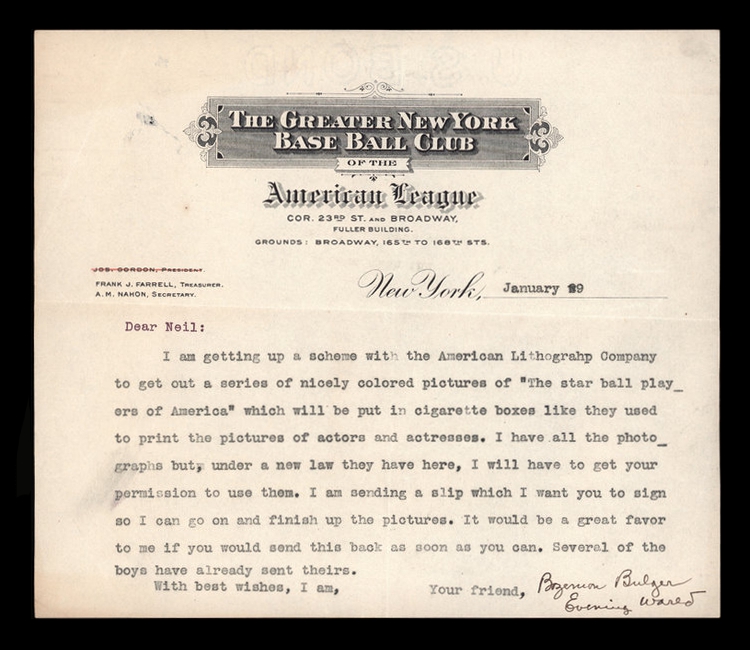 THE GREATER NEW YORK
BASE BALL CLUB
OF THE
American League
COR. 23RD ST. AND BROADWAY,
FULLER BUILDING.
GROUNDS: BROADWAY, 165TH TO 168TH STS.
JOS. GORDON, PRESIDENT.
FRANK J. FARRELL, TREASURER.
A. M. NAHON, SECRETARY.
New York, January 29
Dear Neil:
I am getting up a scheme with the American Lithograhp Company
to get out a series of nicely colored pictures of "The star ball play_
ers of America" which will be put in cigarette boxes like they used
to print the pictures of actors and actresses. I have all the photo_
graphs but, under a new law they have here, I will have to get your
permission to use them. I am sending a slip which I want you to sign
so I can go on and finish up the pictures. It would be a great favor
to me if you would send this back as soon as you can. Several of the
boys have already sent theirs.
With best wishes, I am, Your friend, Bozeman Bulger
Evening World